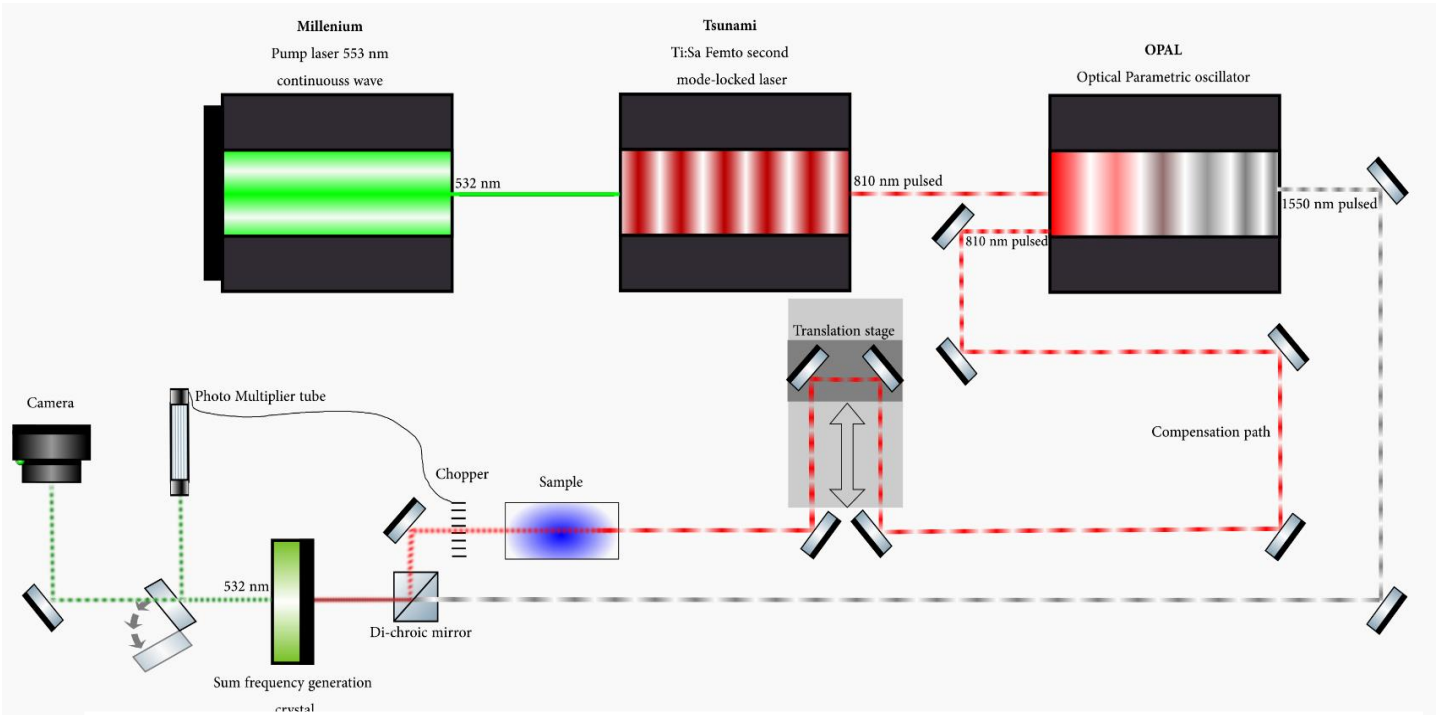 Millenium
Pump laser 553 nm
continouss wave
Tsunami
Ti:Sa Femto second
mode-locked laser
OPAL
Optical Parametric oscillator
532 nm
810 nm pulsed
1550 nm pulsed
810 nm pulsed
Translation stage
Compensation path
Camera
Photo Multiplier tube
Chopper
Sample
532 nm
Di-chroic mirror
Sum frequency generation
crystal